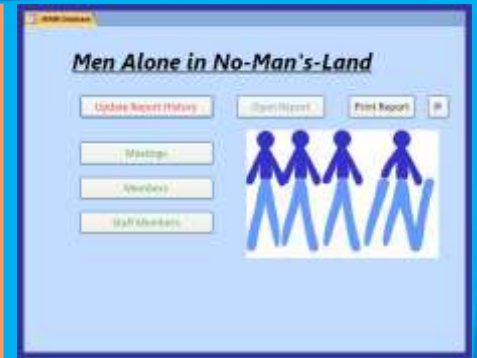 Men Alone in No-Man's-Land
Update Report History
Open Report
Print Report
Meetings
Members
Staff Members